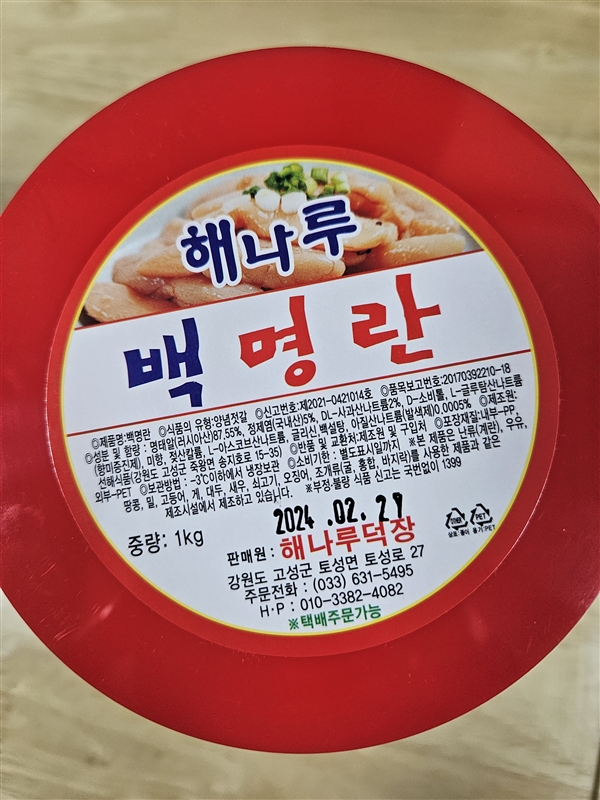 해나루
백명란
◎제품명:백명란 ◎식품의 유형:양념젓갈 ◎신고번호:제2021-0421014호 ◎품목보고번호:20170392210-18
◎성분 및 함량 : 명태알(러시아산)87.55%, 정제염(국내산)5%, DL-사과산나트륨2%, D-소비톨, L-글루탐산나트륨
(향미증진제), 미향, 젖산칼륨, L-아스코브산나트륨, 글리신, 백설탕, 아질산나트륨(발색제)0.0005% ◎제조원:
선해식품(강원도 고성군 죽왕면 송지호로 15-35) ◎반품 및 교환처:제조원 및 구입처 ◎포장재질:내부-PP,
외부-PET ◎보관방법 : -3℃이하에서 냉장보관 ◎소비기한 : 별도표시일까지 ※본 제품은 난류(계란), 우유,
땅콩, 밀, 고등어, 게, 대두, 새우, 쇠고기, 오징어, 조개류(굴, 홍합, 바지락)를 사용한 제품과 같은
제조시설에서 제조하고 있습니다. ※부정·불량 식품 신고는 국번없이 1399
2024 .02. 27
중량: 1kg
판매원 : 해나루덕장
강원도 고성군 토성면 토성로 27
주문전화 : (033) 631-5495
H·P : 010-3382-4082
※택배주문가능
OTHER PET
용기:PET